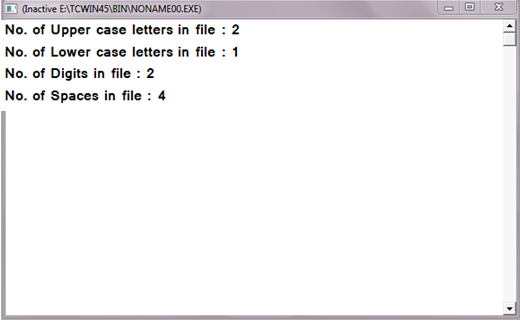 (Inactive E:\TCWIN45\BIN\NONAME00.EXE)
No. of Upper case letters in file : 2
No. of Lower case letters in file : 1
No. of Digits in file : 2
No. of Spaces in file : 4